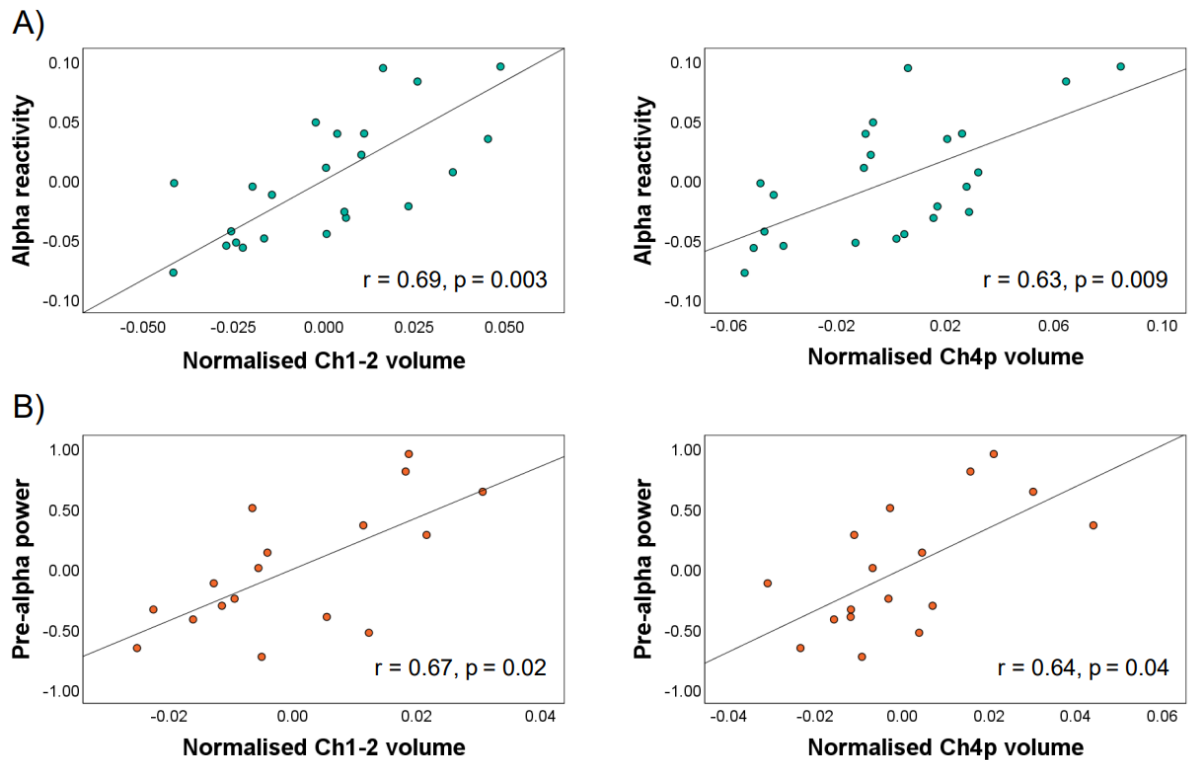 A)
0.10
0.05
0.00
-0.05
-0.10
Alpha reactivity
r = 0.69, p = 0.003
-0.050 -0.025 0.000 0.025 0.050
Normalised Ch1-2 volume
0.10
0.05
0.00
-0.05
-0.10
Alpha reactivity
r = 0.63, p = 0.009
-0.06 -0.02 0.02 0.06 0.10
Normalised Ch4p volume
B)
1.00
0.50
0.00
-0.50
-1.00
Pre-alpha power
r = 0.67, p = 0.02
-0.02 0.00 0.02 0.04
Normalised Ch1-2 volume
1.00
0.50
0.00
-0.50
-1.00
Pre-alpha power
r = 0.64, p = 0.04
-0.04 -0.02 0.00 0.02 0.04 0.06
Normalised Ch4p volume